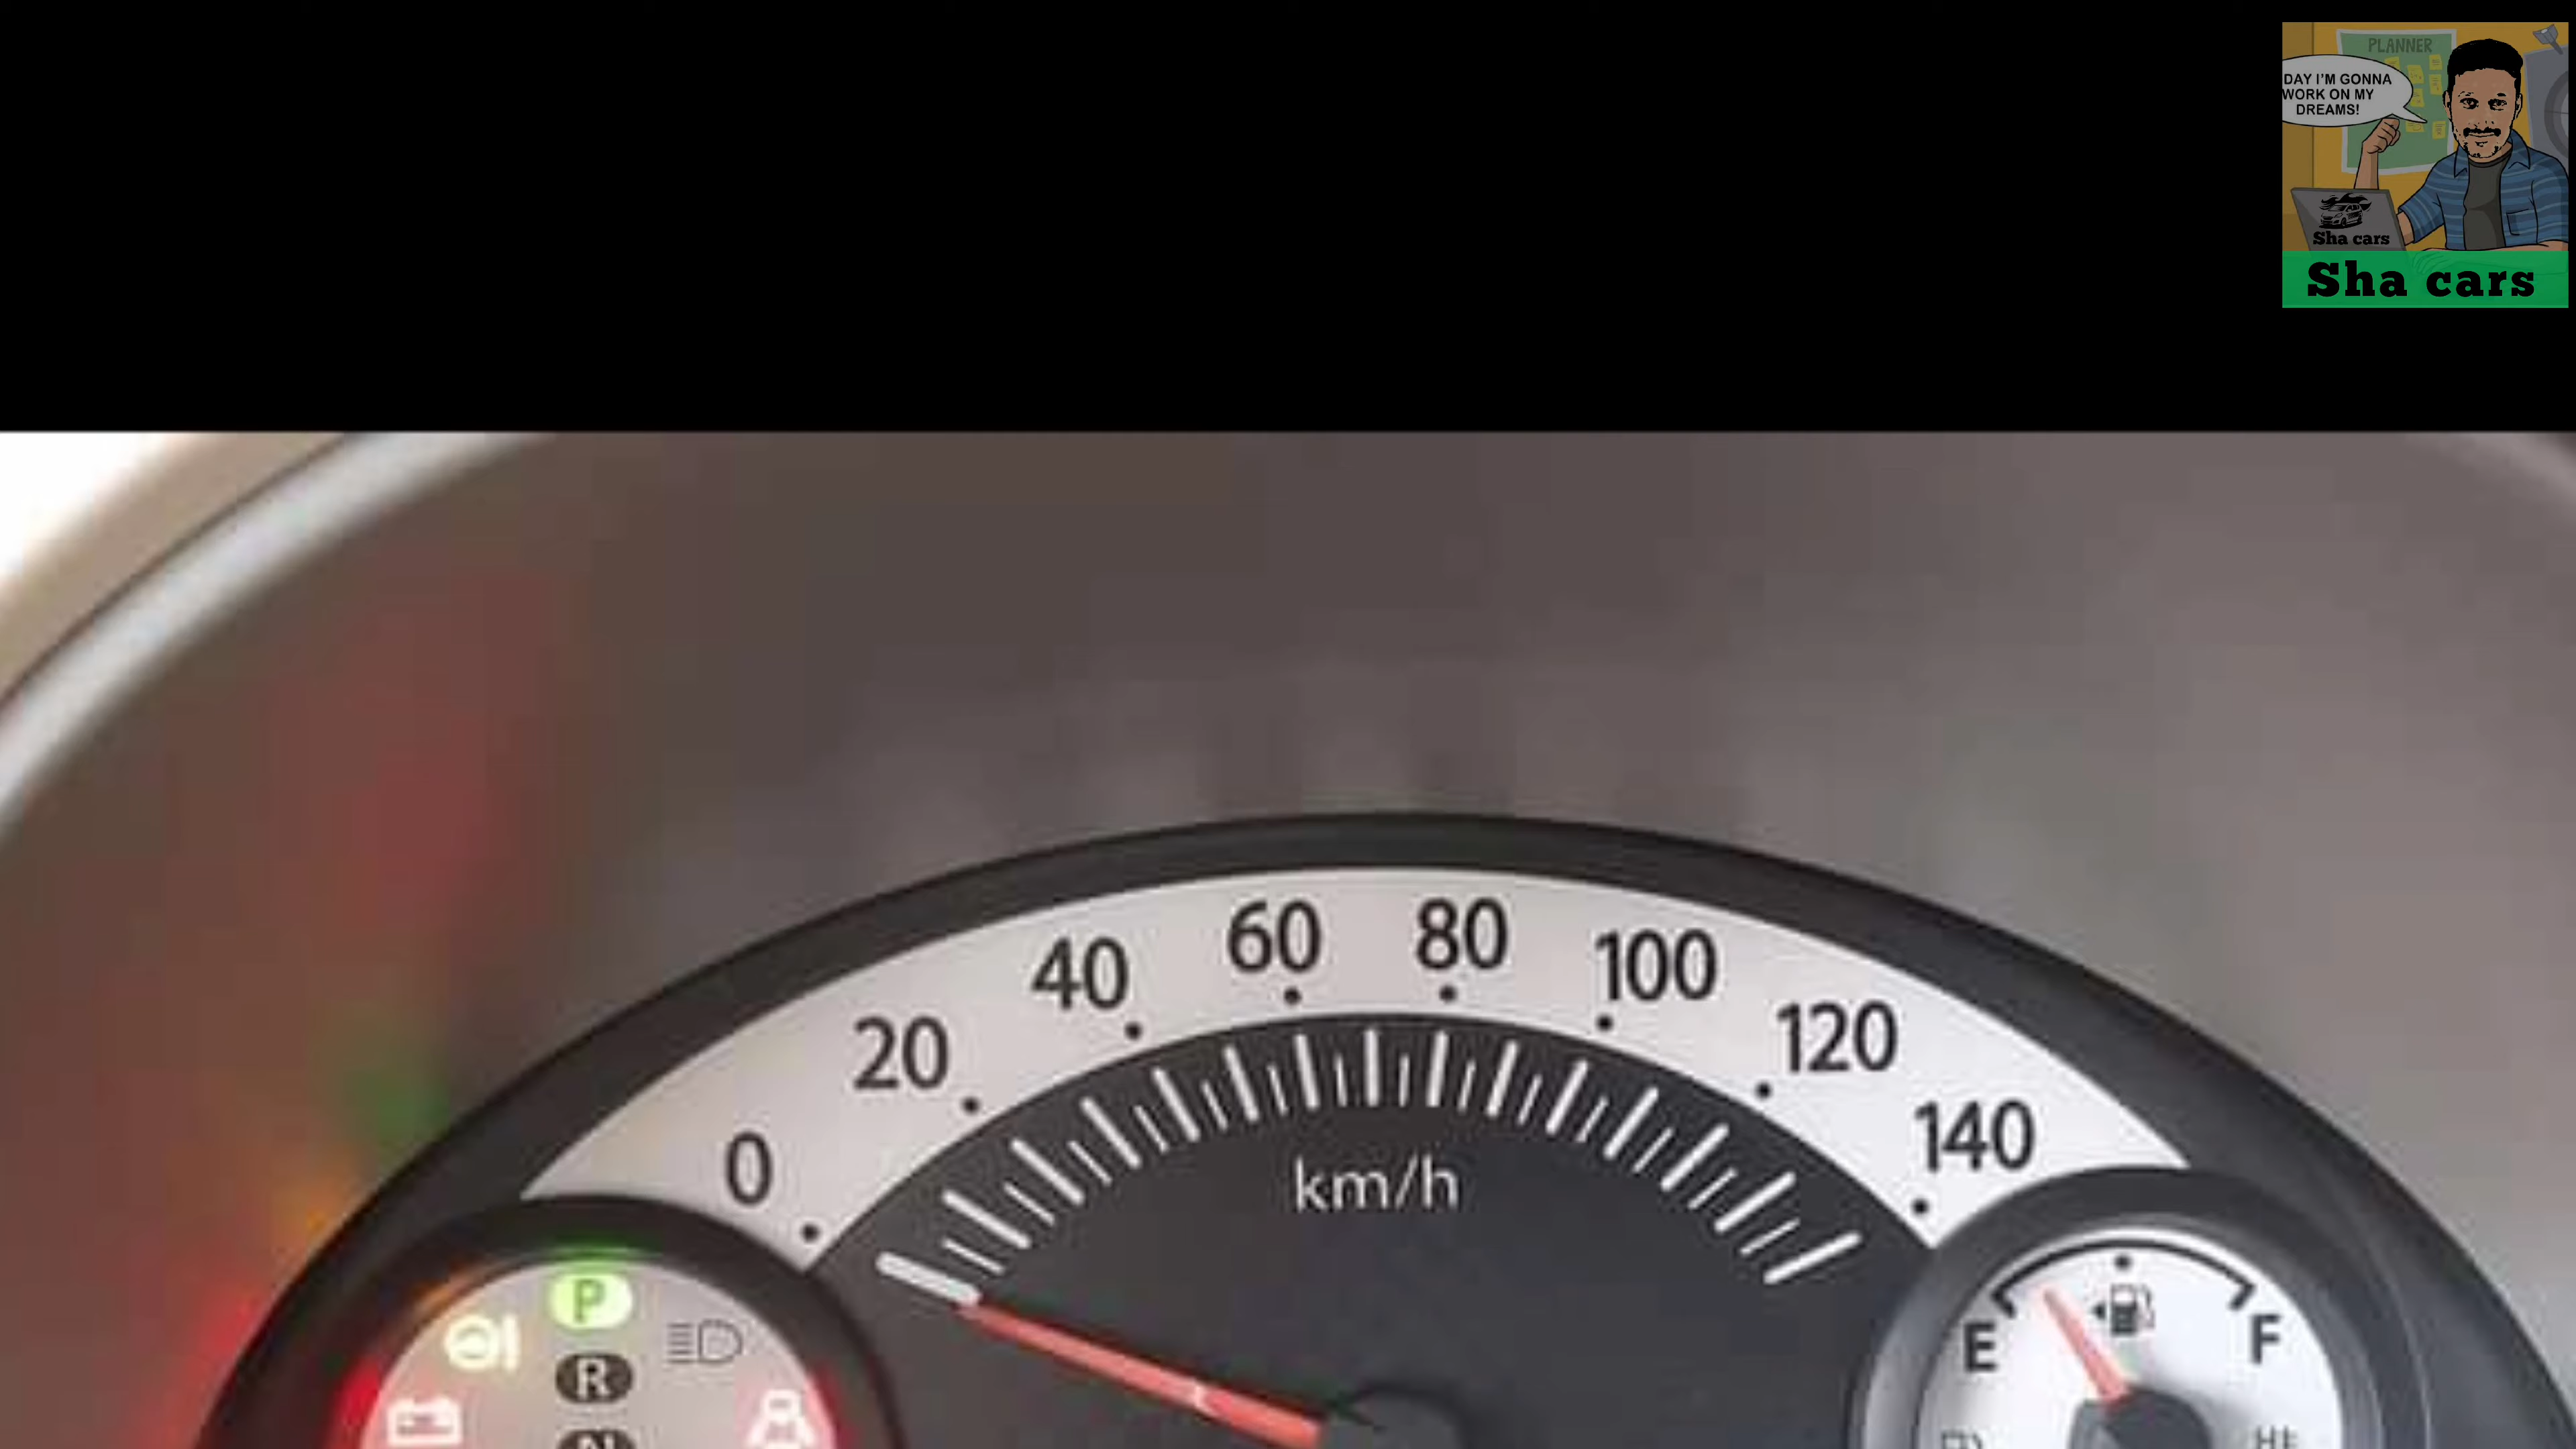 PLANNER
DAY I'M GONNA
WORK ON MY
DREAMS!
Sha cars
Sha cars
0
20
40
60
80
100
120
140
km/h
P
R
N
E
F